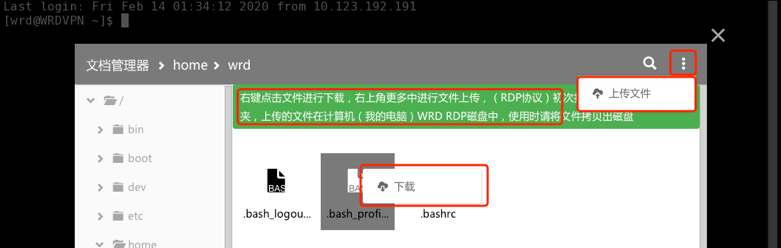 Last login: Fri Feb 14 01:34:12 2020 from 10.123.192.191
[wrd@WRDVPN ~]$
文档管理器 > home > wrd
/
右键点击文件进行下载，右上角更多中进行文件上传，（RDP协议）初次
上传文件
夹，上传的文件在计算机（我的电脑）WRD RDP磁盘中，使用时请将文件拷贝出磁盘
bin
boot
dev
etc
home
BAS
BAS
下载
.bash_logou...
.bash_profi...
.bashrc